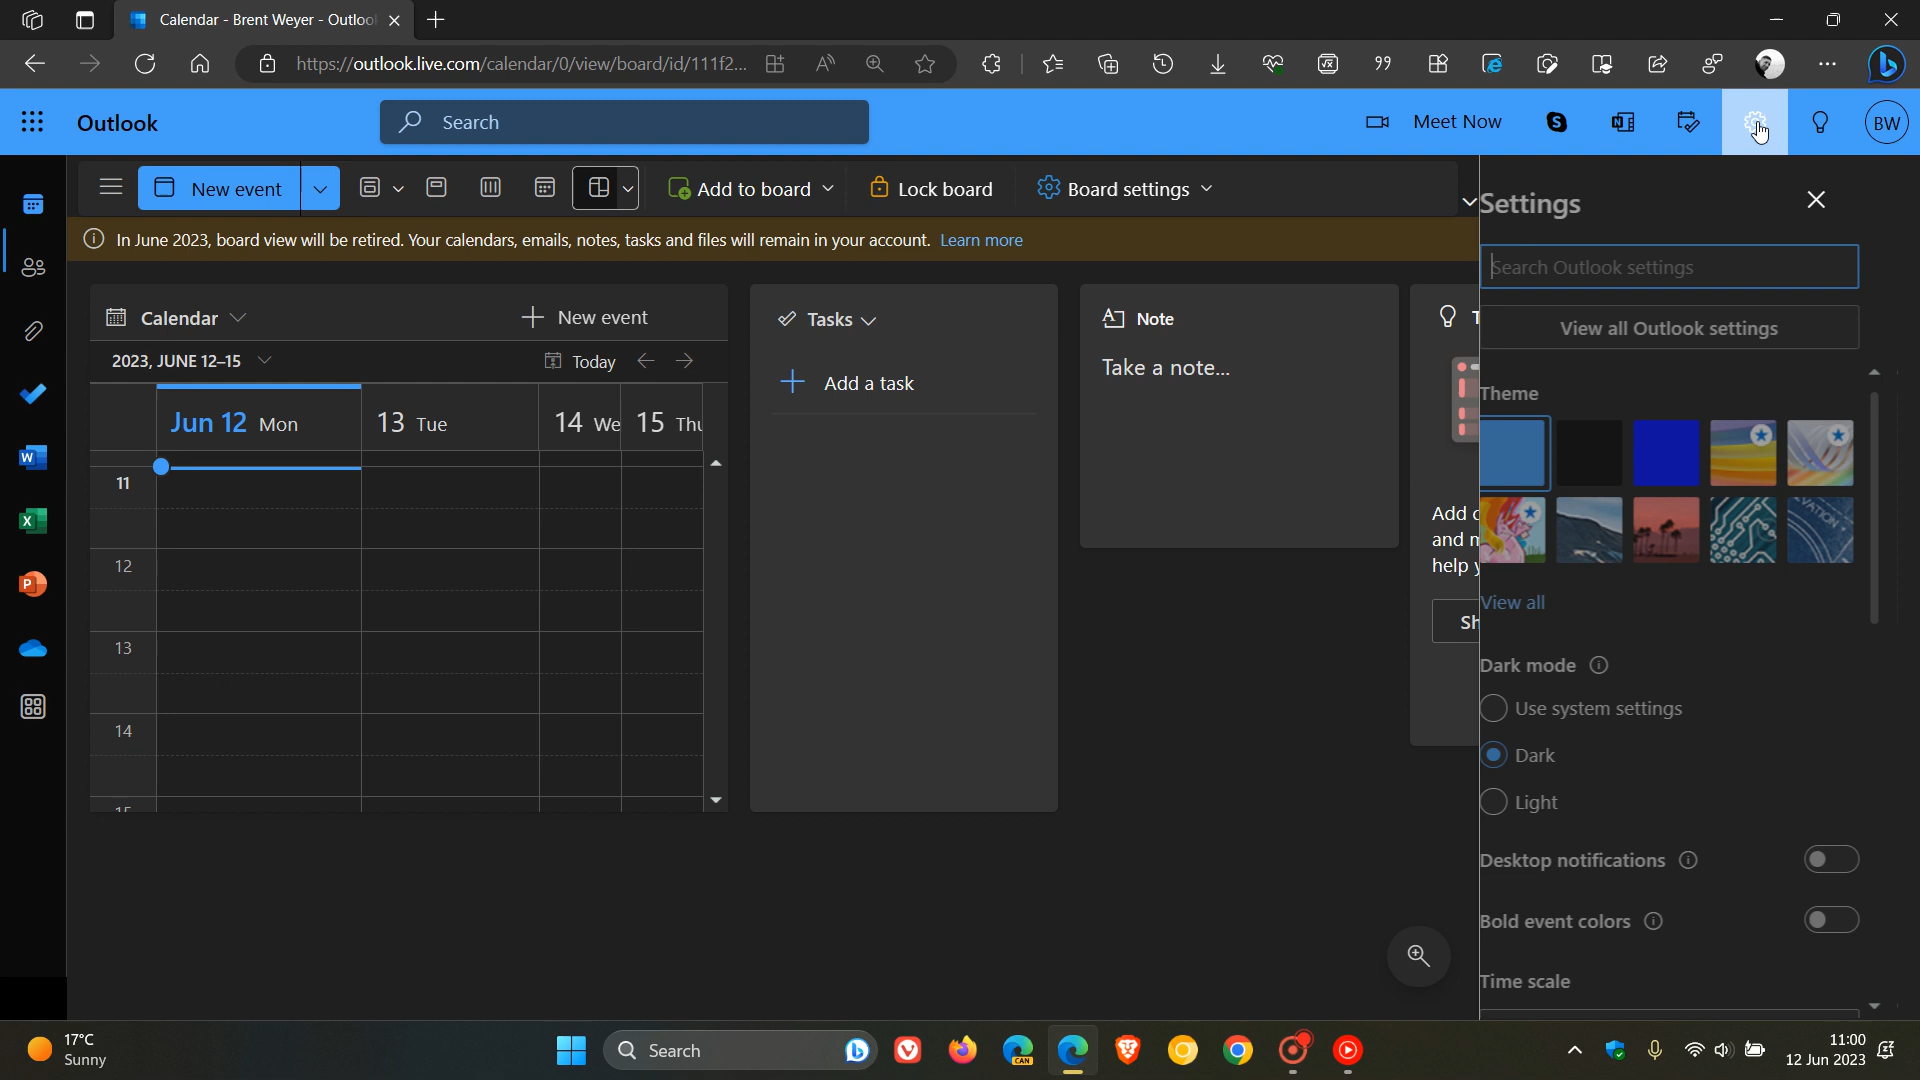 Calendar - Brent Weyer - Outloo
https://outlook.live.com/calendar/0/view/board/id/111f2...
Outlook
Search
Meet Now
BW
New event
Add to board
Lock board
Board settings
In June 2023, board view will be retired. Your calendars, emails, notes, tasks and files will remain in your account. Learn more
Calendar
New event
2023, JUNE 12–15
Today
Jun 12 Mon
13 Tue
14 We
15 Thu
11
12
13
14
15
Tasks
Add a task
Note
Take a note...
T
Add c
and m
help y
Sh
Settings
Search Outlook settings
View all Outlook settings
Theme
View all
Dark mode
Use system settings
Dark
Light
Desktop notifications
Bold event colors
Time scale
17°C
Sunny
Search
CAN
11:00
12 Jun 2023